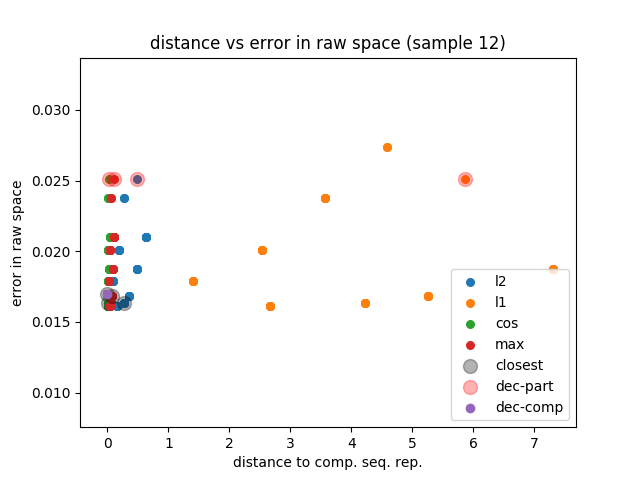 distance vs error in raw space (sample 12)
error in raw space
0.030
0.025
0.020
0.015
0.010
l2
l1
cos
max
closest
dec-part
dec-comp
0 1 2 3 4 5 6 7
distance to comp. seq. rep.